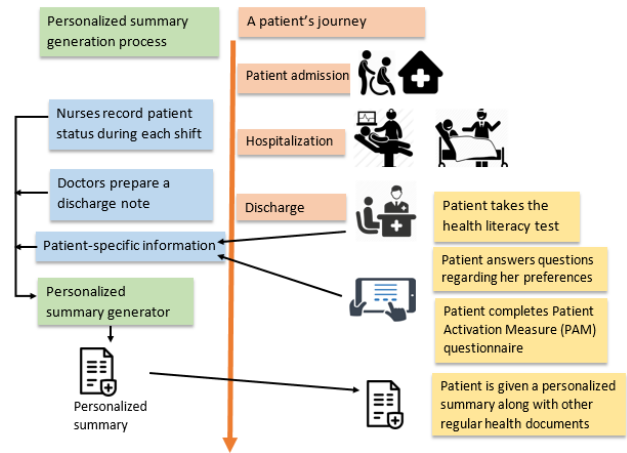 Personalized summary
generation process
A patient's journey
Patient admission
Nurses record patient
status during each shift
Hospitalization
Doctors prepare a
discharge note
Discharge
Patient takes the
health literacy test
Patient-specific information
Patient answers questions
regarding her preferences
Personalized
summary generator
Patient completes Patient
Activation Measure (PAM)
questionnaire
Personalized
summary
Patient is given a personalized
summary along with other
regular health documents